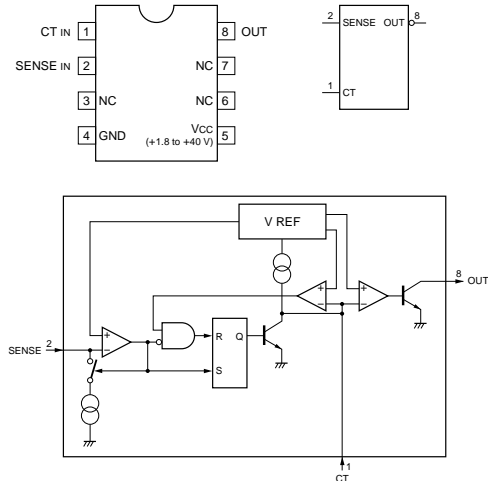 CT IN 1
8 OUT
SENSE IN 2
NC 7
3 NC
NC 6
4 GND
VCC 5
(+1.8 to +40 V)
2 SENSE OUT 8
1 CT
V REF
+
−
+
−
8 OUT
SENSE 2
+
−
R Q
S
1
CT